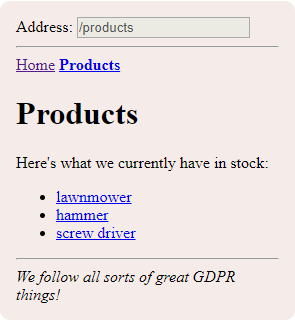 Address: /products
Home Products
Products
Here's what we currently have in stock:
lawnmower
hammer
screw driver
We follow all sorts of great GDPR
things!